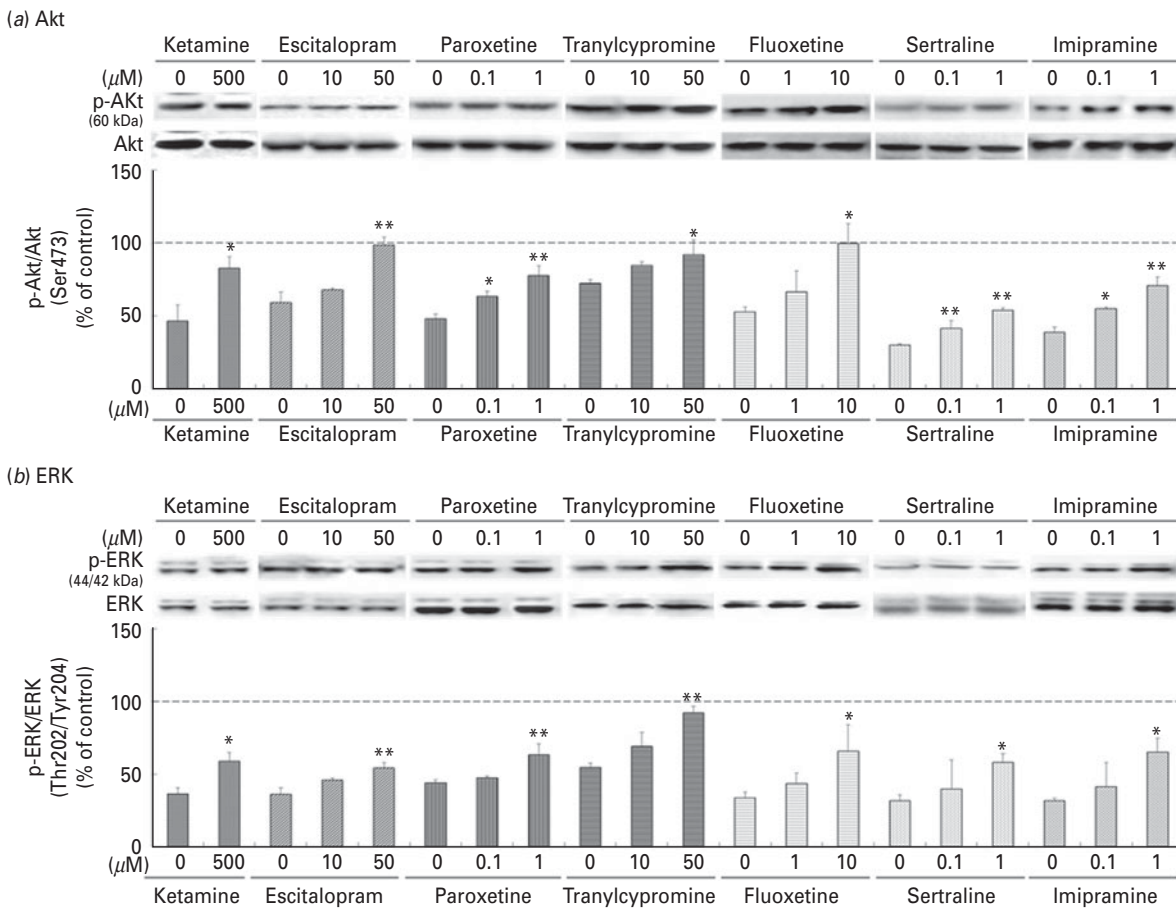 (a) Akt
Ketamine Escitalopram Paroxetine Tranylcypromine Fluoxetine Sertraline Imipramine
(μM) 0 500 0 10 50 0 0.1 1 0 10 50 0 1 10 0 0.1 1 0 0.1 1
p-AKt
(60 kDa)
Akt
150
** * ** * * ** ** * **
100
50
0
p-Akt/Akt
(Ser473)
(% of control)
(μM) 0 500 0 10 50 0 0.1 1 0 10 50 0 1 10 0 0.1 1 0 0.1 1
Ketamine Escitalopram Paroxetine Tranylcypromine Fluoxetine Sertraline Imipramine
(b) ERK
Ketamine Escitalopram Paroxetine Tranylcypromine Fluoxetine Sertraline Imipramine
(μM) 0 500 0 10 50 0 0.1 1 0 10 50 0 1 10 0 0.1 1 0 0.1 1
p-ERK
(44/42 kDa)
ERK
150
100
50
0
p-ERK/ERK
(Thr202/Tyr204)
(% of control)
* ** ** ** * * *
(μM) 0 500 0 10 50 0 0.1 1 0 10 50 0 1 10 0 0.1 1 0 0.1 1
Ketamine Escitalopram Paroxetine Tranylcypromine Fluoxetine Sertraline Imipramine